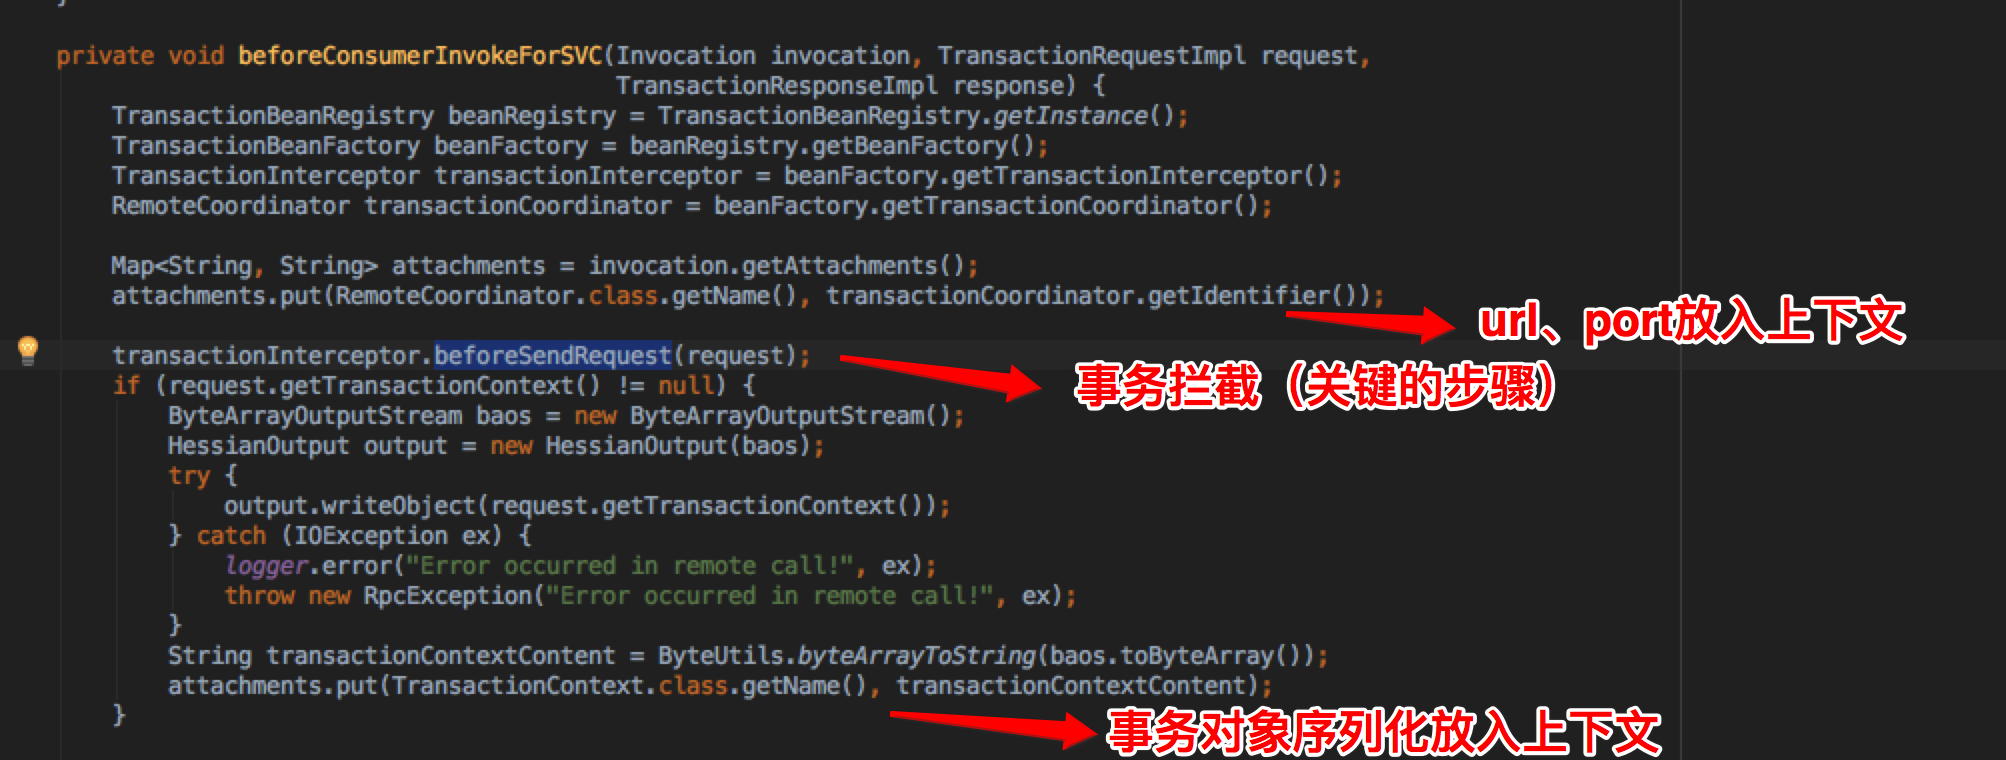 }
private void beforeConsumerInvokeForSVC(Invocation invocation, TransactionRequestImpl request,
TransactionResponseImpl response) {
TransactionBeanRegistry beanRegistry = TransactionBeanRegistry.getInstance();
TransactionBeanFactory beanFactory = beanRegistry.getBeanFactory();
TransactionInterceptor transactionInterceptor = beanFactory.getTransactionInterceptor();
RemoteCoordinator transactionCoordinator = beanFactory.getTransactionCoordinator();
Map<String, String> attachments = invocation.getAttachments();
attachments.put(RemoteCoordinator.class.getName(), transactionCoordinator.getIdentifier());
url、port放入上下文
transactionInterceptor.beforeSendRequest(request);
事务拦截（关键的步骤）
if (request.getTransactionContext() != null) {
ByteArrayOutputStream baos = new ByteArrayOutputStream();
HessianOutput output = new HessianOutput(baos);
try {
output.writeObject(request.getTransactionContext());
} catch (IOException ex) {
logger.error("Error occurred in remote call!", ex);
throw new RpcException("Error occurred in remote call!", ex);
}
String transactionContextContent = ByteUtils.byteArrayToString(baos.toByteArray());
attachments.put(TransactionContext.class.getName(), transactionContextContent);
}
事务对象序列化放入上下文